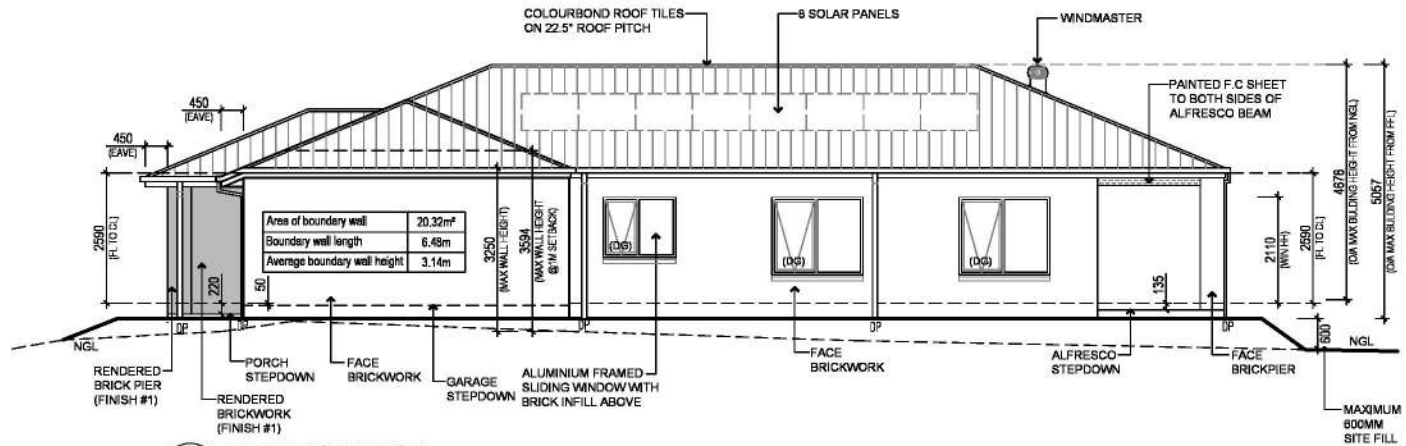 COLOURBOND ROOF TILES
ON 22.5° ROOF PITCH
8 SOLAR PANELS
WINDMASTER
PAINTED F.C SHEET
TO BOTH SIDES OF
ALFRESCO BEAM
450
(EAVE)
450
(EAVE)
2590
(FL TO CL)
Area of boundary wall 20.32m²
Boundary wall length 6.48m
Average boundary wall height 3.14m
220
50
3250
(MAX WALL HEIGHT)
3594
(MAX WALL HEIGHT
@1M SETBACK)
(DG)
(DG)
(DG)
135
2110
(MIN HH)
2590
(FL TO CL)
4678
(O/A MAX BUILDING HEIGHT FROM NGL)
5057
(O/A MAX BUILDING HEIGHT FROM FFL)
600
DP
DP
DP
DP
NGL
NGL
RENDERED
BRICK PIER
(FINISH #1)
RENDERED
BRICKWORK
(FINISH #1)
PORCH
STEPDOWN
FACE
BRICKWORK
GARAGE
STEPDOWN
ALUMINIUM FRAMED
SLIDING WINDOW WITH
BRICK INFILL ABOVE
FACE
BRICKWORK
ALFRESCO
STEPDOWN
FACE
BRICKPIER
MAXIMUM
600MM
SITE FILL